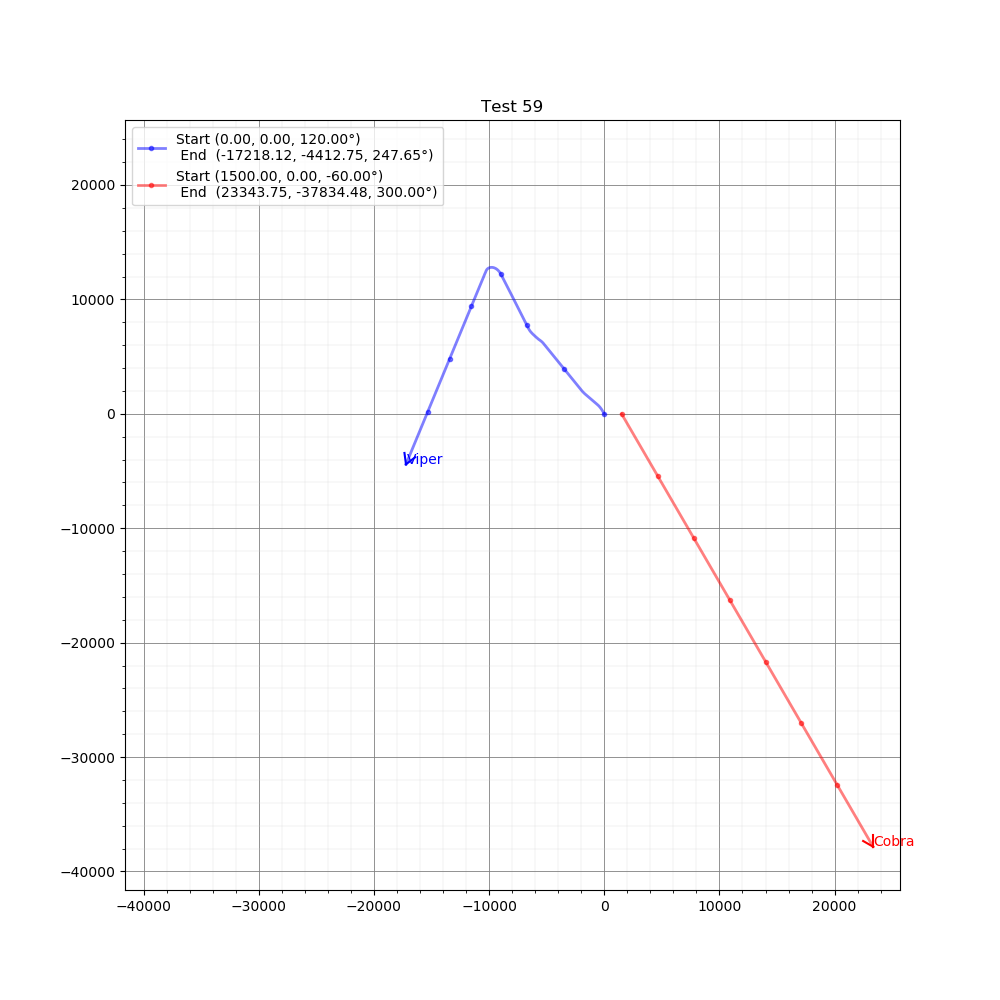 Test 59
Start (0.00, 0.00, 120.00°)
End (-17218.12, -4412.75, 247.65°)
Start (1500.00, 0.00, -60.00°)
End (23343.75, -37834.48, 300.00°)
20000
10000
0
−10000
−20000
−30000
−40000
Viper
Cobra
−40000 −30000 −20000 −10000 0 10000 20000